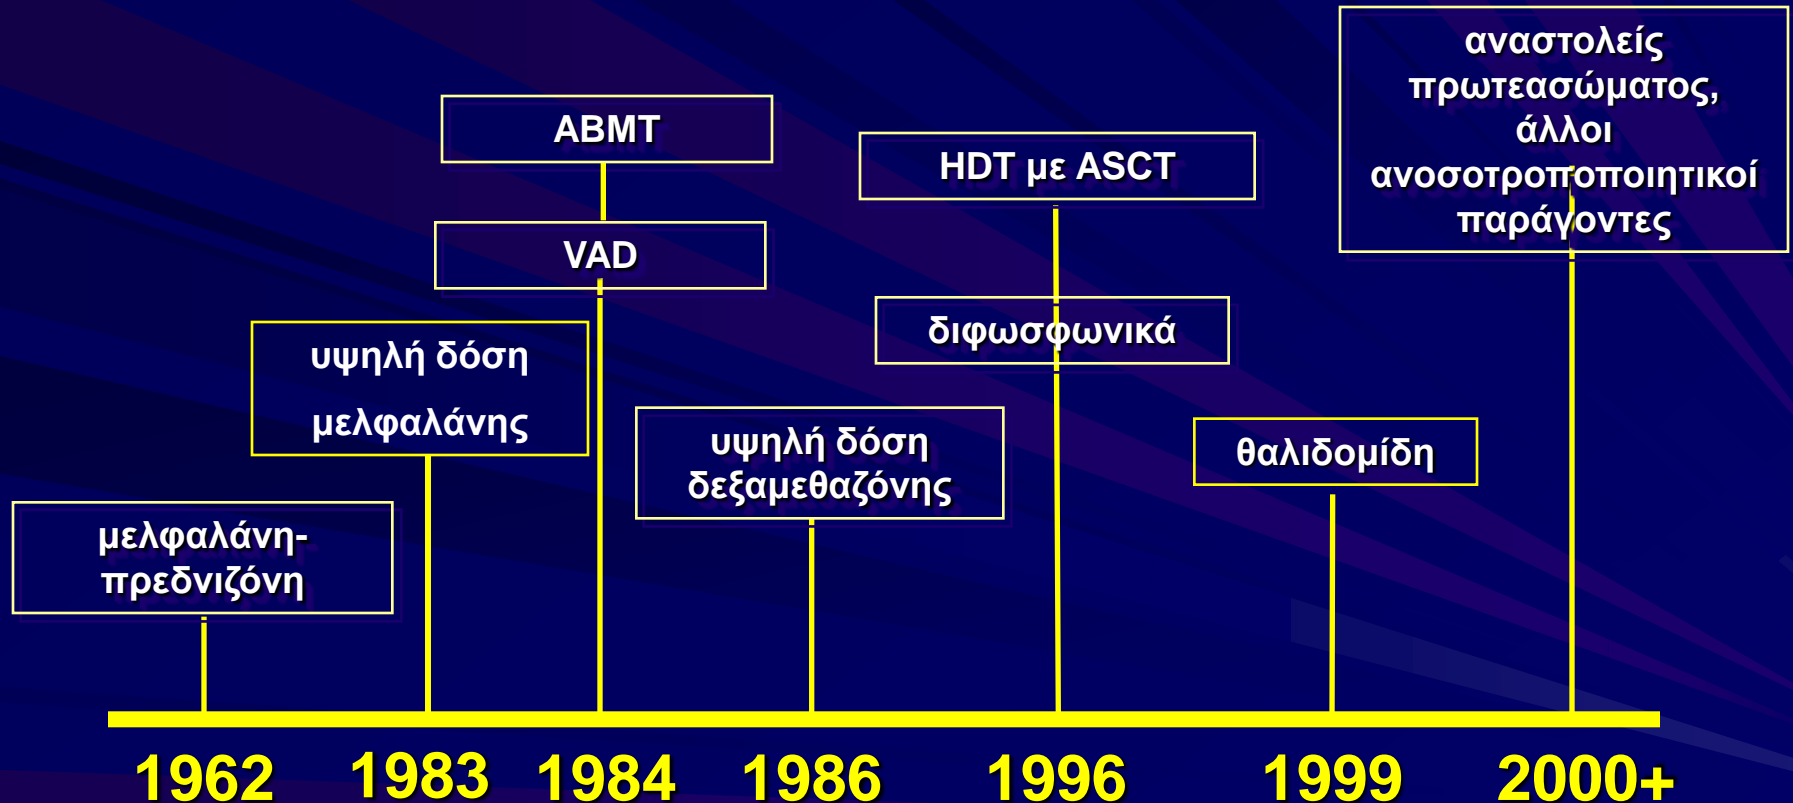 αναστολείς
πρωτεασώματος,
άλλοι
ανοσοτροποποιητικοί
παράγοντες
ABMT
HDT με ASCT
VAD
διφωσφωνικά
υψηλή δόση
μελφαλάνης
υψηλή δόση
δεξαμεθαζόνης
θαλιδομίδη
μελφαλάνη-
πρεδνιζόνη
1962 1983 1984 1986 1996 1999 2000+